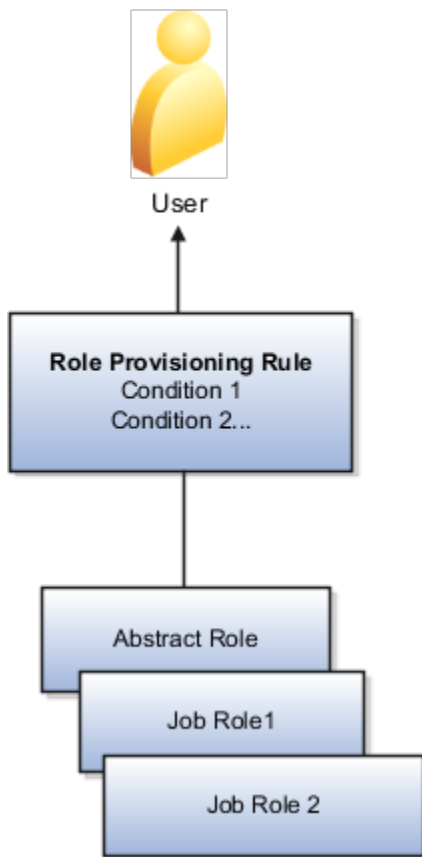 User
Role Provisioning Rule
Condition 1
Condition 2...
Abstract Role
Job Role1
Job Role 2